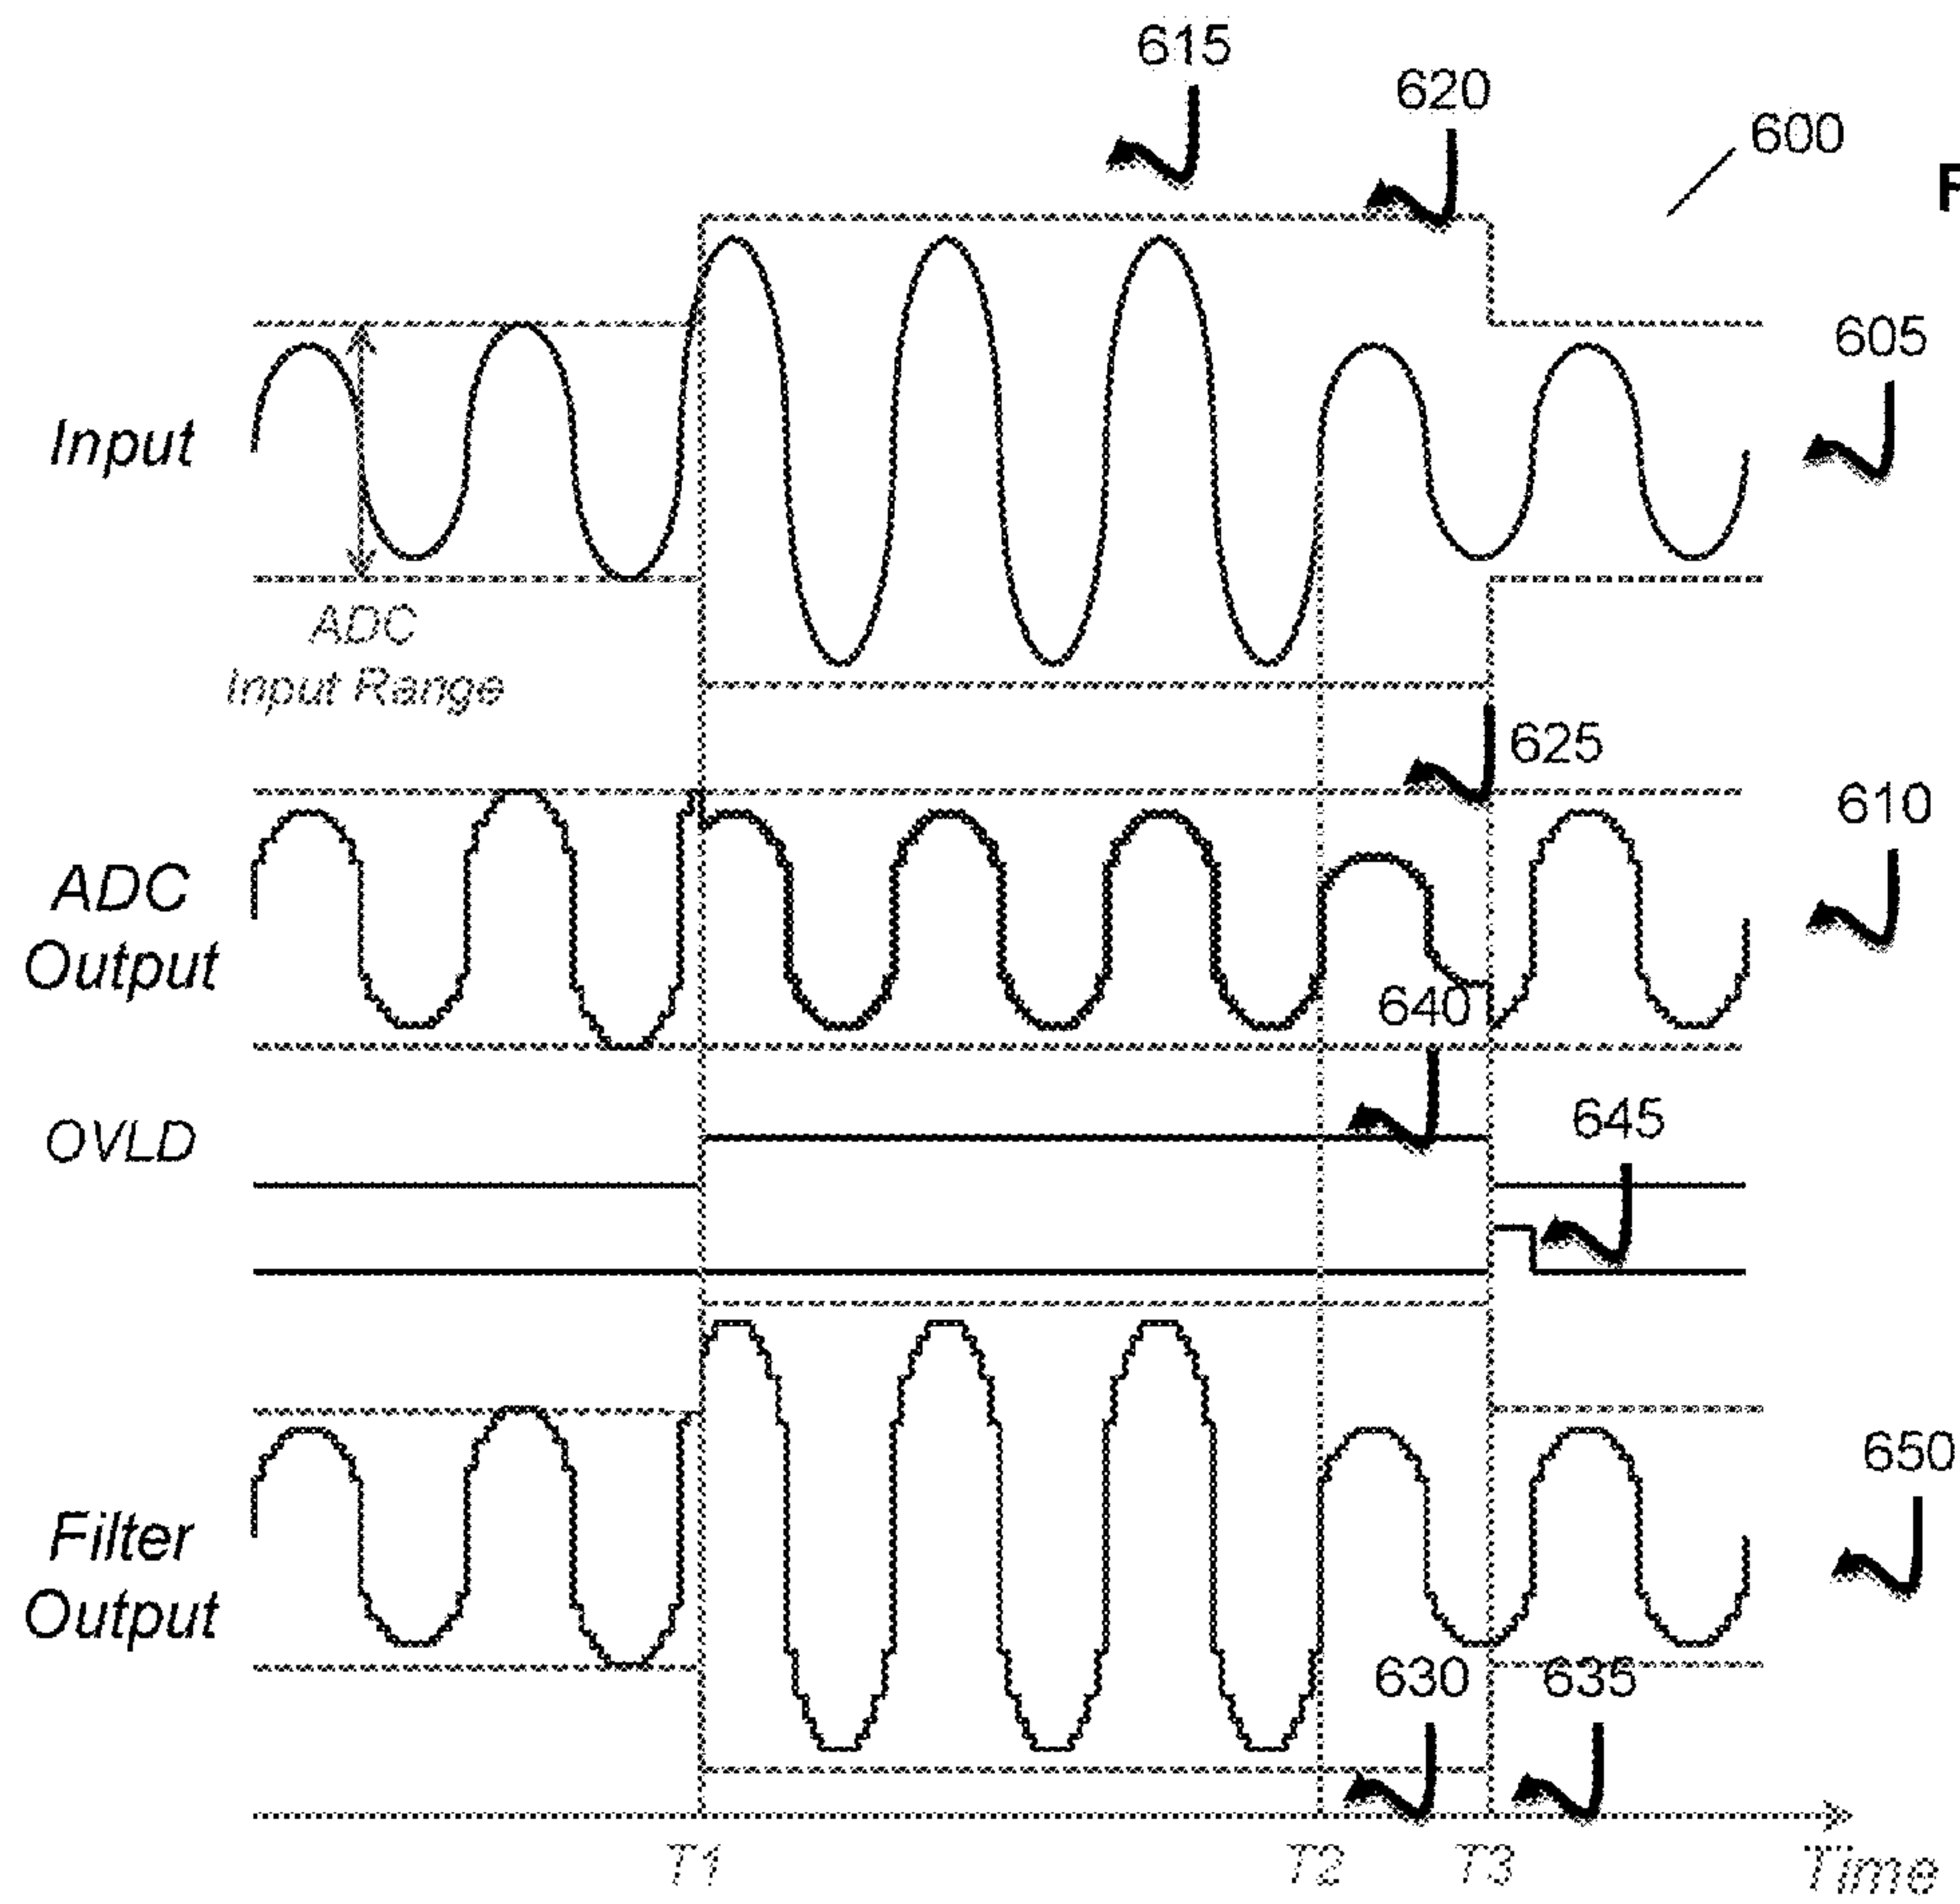 615
620
600
F
605
Input
ADC
Input Range
625
610
ADC
Output
640
OVLD
645
650
Filter
Output
630
635
T1
T2
T3
Time